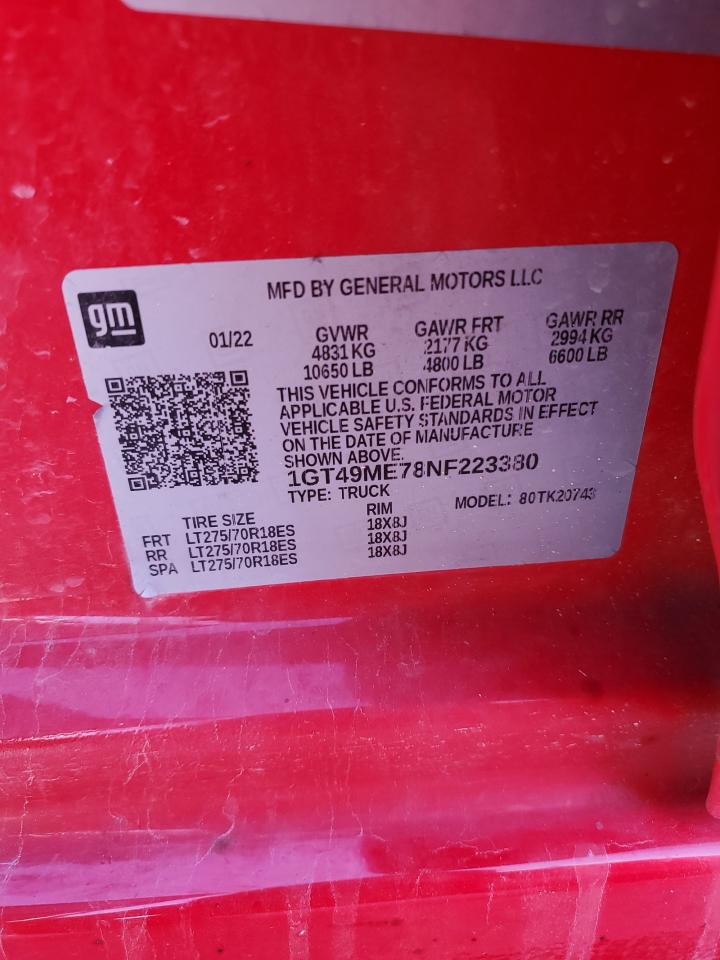 MFD BY GENERAL MOTORS LLC
gm
01/22
GVWR
4831 KG
10650 LB
GAWR FRT
2177 KG
4800 LB
GAWR RR
2994 KG
6600 LB
THIS VEHICLE CONFORMS TO ALL
APPLICABLE U.S. FEDERAL MOTOR
VEHICLE SAFETY STANDARDS IN EFFECT
ON THE DATE OF MANUFACTURE
SHOWN ABOVE.
1GT49ME78NF223380
TYPE: TRUCK
MODEL: 80TK20743
TIRE SIZE RIM
FRT LT275/70R18ES 18X8J
RR LT275/70R18ES 18X8J
SPA LT275/70R18ES 18X8J